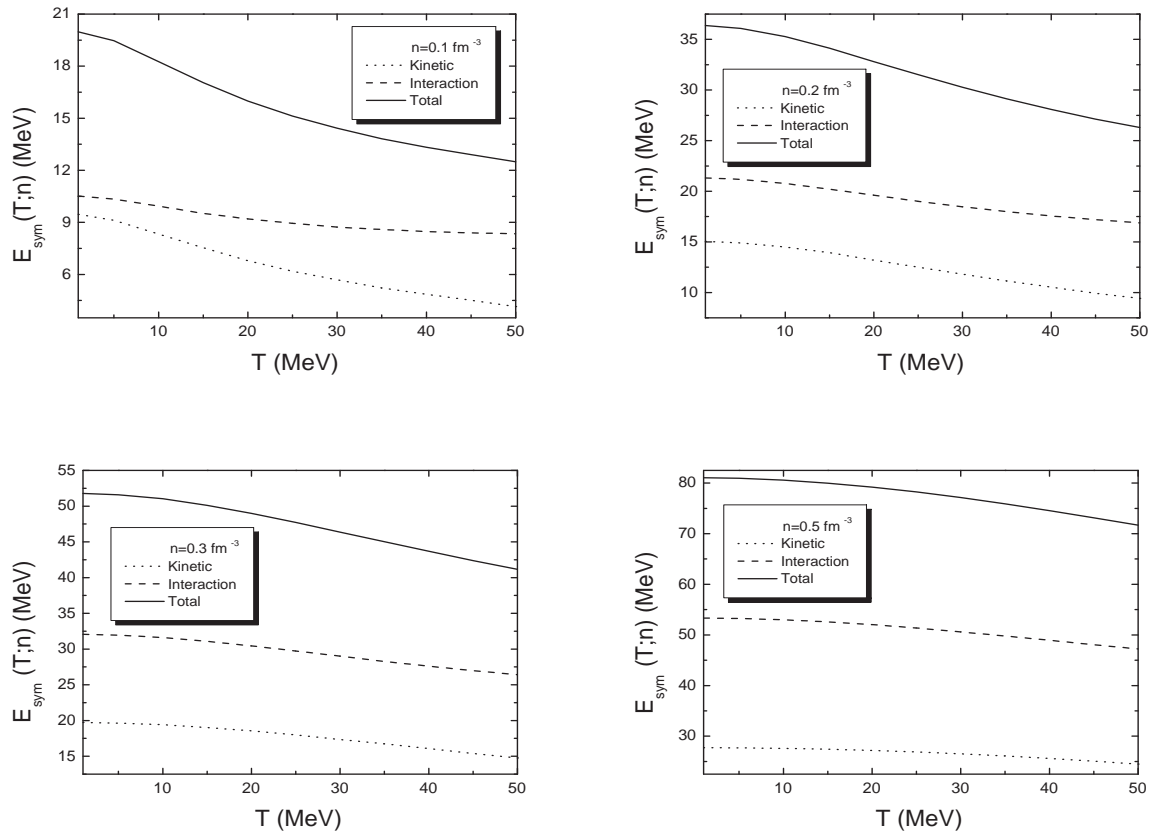 21
18
15
12
9
6
E sym (T;n) (MeV)
n=0.1 fm -3
Kinetic
Interaction
Total
10 20 30 40 50
T (MeV)
35
30
25
20
15
10
E sym (T;n) (MeV)
n=0.2 fm -3
Kinetic
Interaction
Total
10 20 30 40 50
T (MeV)
55
50
45
40
35
30
25
20
15
E sym (T;n) (MeV)
n=0.3 fm -3
Kinetic
Interaction
Total
10 20 30 40 50
T (MeV)
80
70
60
50
40
30
E sym (T;n) (MeV)
n=0.5 fm -3
Kinetic
Interaction
Total
10 20 30 40 50
T (MeV)